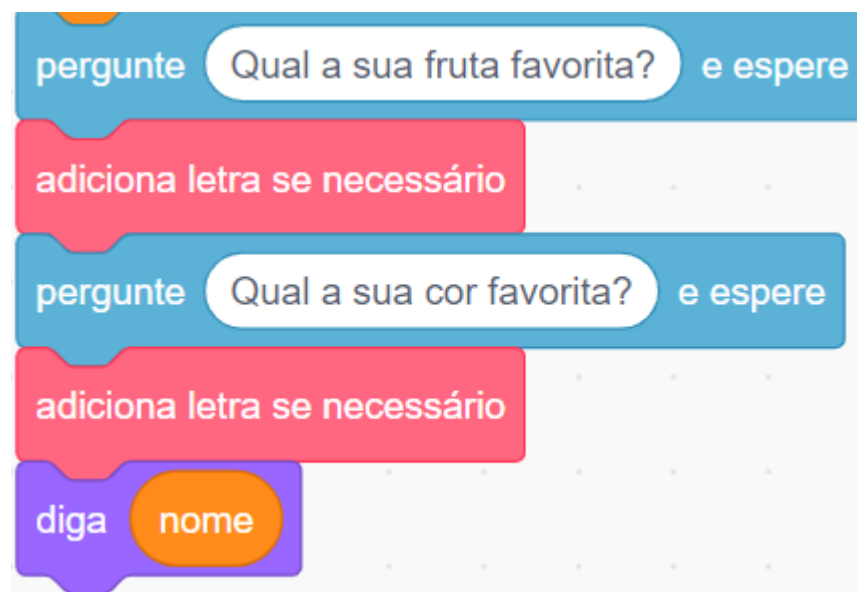 pergunte Qual a sua fruta favorita? e espere
adiciona letra se necessário
pergunte Qual a sua cor favorita? e espere
adiciona letra se necessário
diga nome